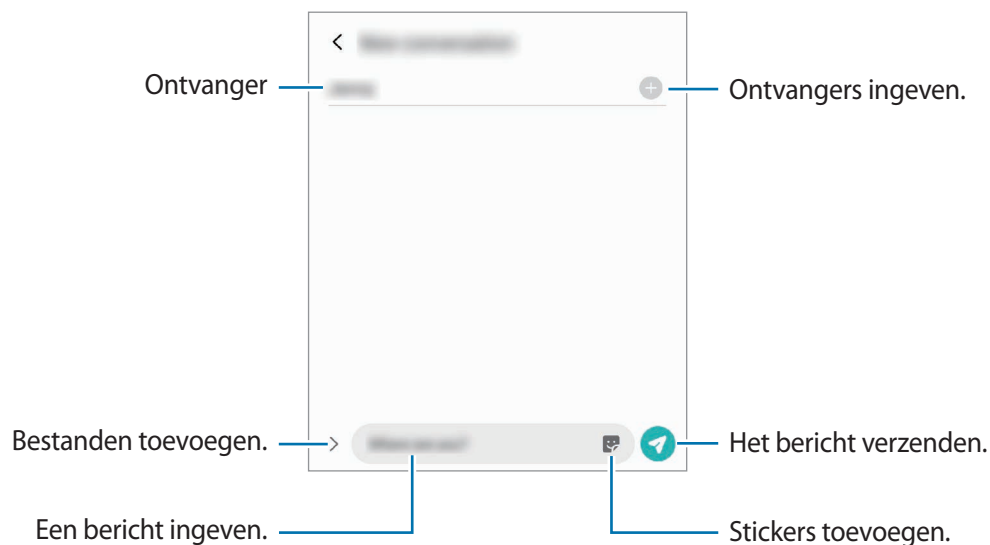 Ontvanger
Ontvangers ingeven.
Bestanden toevoegen.
Het bericht verzenden.
Een bericht ingeven.
Stickers toevoegen.